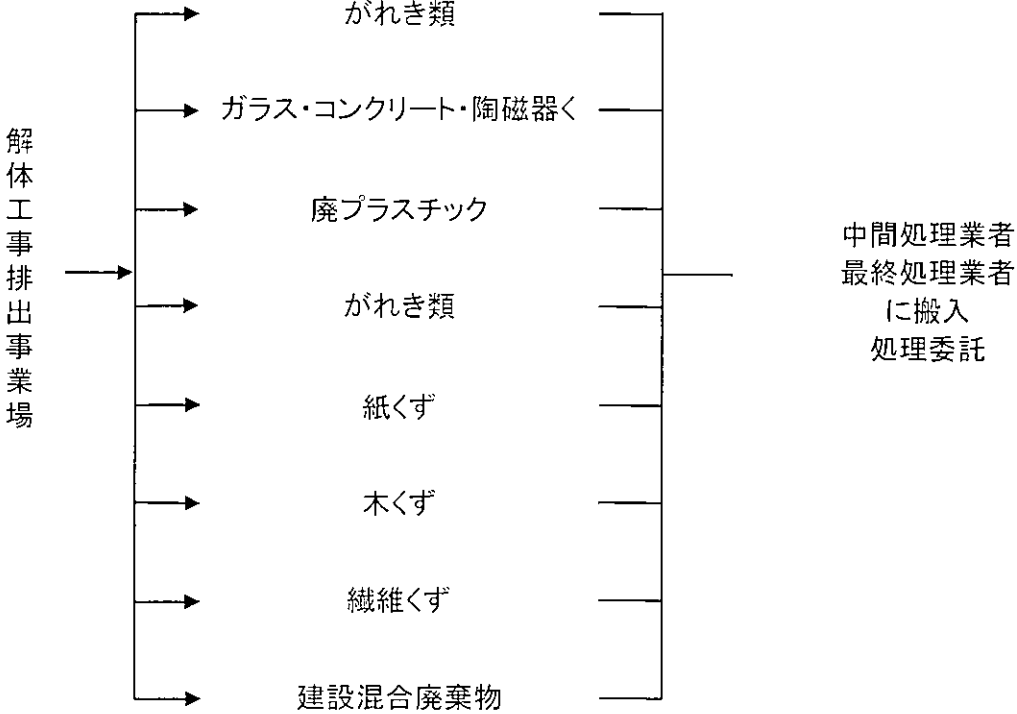 解体工事排出事業場
がれき類
ガラス・コンクリート・陶磁器く
廃プラスチック
がれき類
紙くず
木くず
繊維くず
建設混合廃棄物
中間処理業者
最終処理業者
に搬入
処理委託